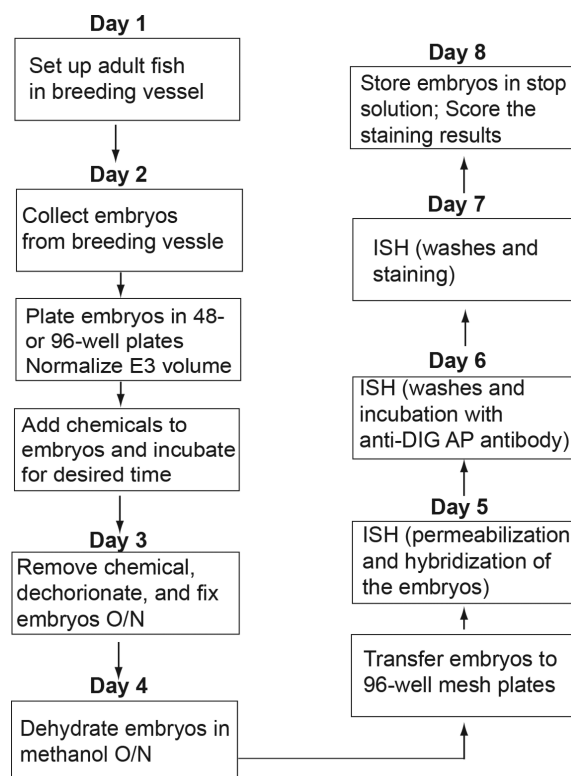 Day 1
Set up adult fish
in breeding vessel
Day 2
Collect embryos
from breeding vessle
Plate embryos in 48-
or 96-well plates
Normalize E3 volume
Add chemicals to
embryos and incubate
for desired time
Day 3
Remove chemical,
dechorionate, and fix
embryos O/N
Day 4
Dehydrate embryos in
methanol O/N
Transfer embryos to
96-well mesh plates
Day 5
ISH (permeabilization
and hybridization of
the embryos)
Day 6
ISH (washes and
incubation with
anti-DIG AP antibody)
Day 7
ISH (washes and
staining)
Day 8
Store embryos in stop
solution; Score the
staining results